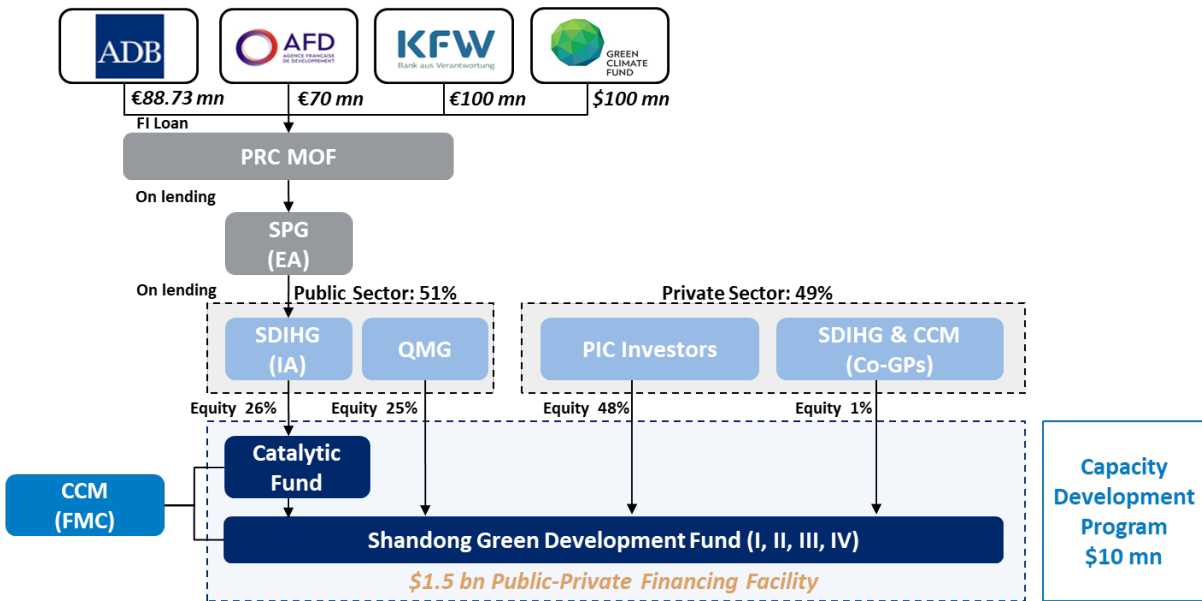 ADB
AFD
AGENCE FRANÇAISE
DE DÉVELOPPEMENT
KFW
Bank aus Verantwortung
GREEN
CLIMATE
FUND
€88.73 mn
€70 mn
€100 mn
$100 mn
FI Loan
PRC MOF
On lending
SPG
(EA)
On lending
Public Sector: 51%
Private Sector: 49%
SDIHG
(IA)
QMG
PIC Investors
SDIHG & CCM
(Co-GPs)
Equity 26%
Equity 25%
Equity 48%
Equity 1%
Catalytic
Fund
CCM
(FMC)
Shandong Green Development Fund (I, II, III, IV)
$1.5 bn Public-Private Financing Facility
Capacity
Development
Program
$10 mn